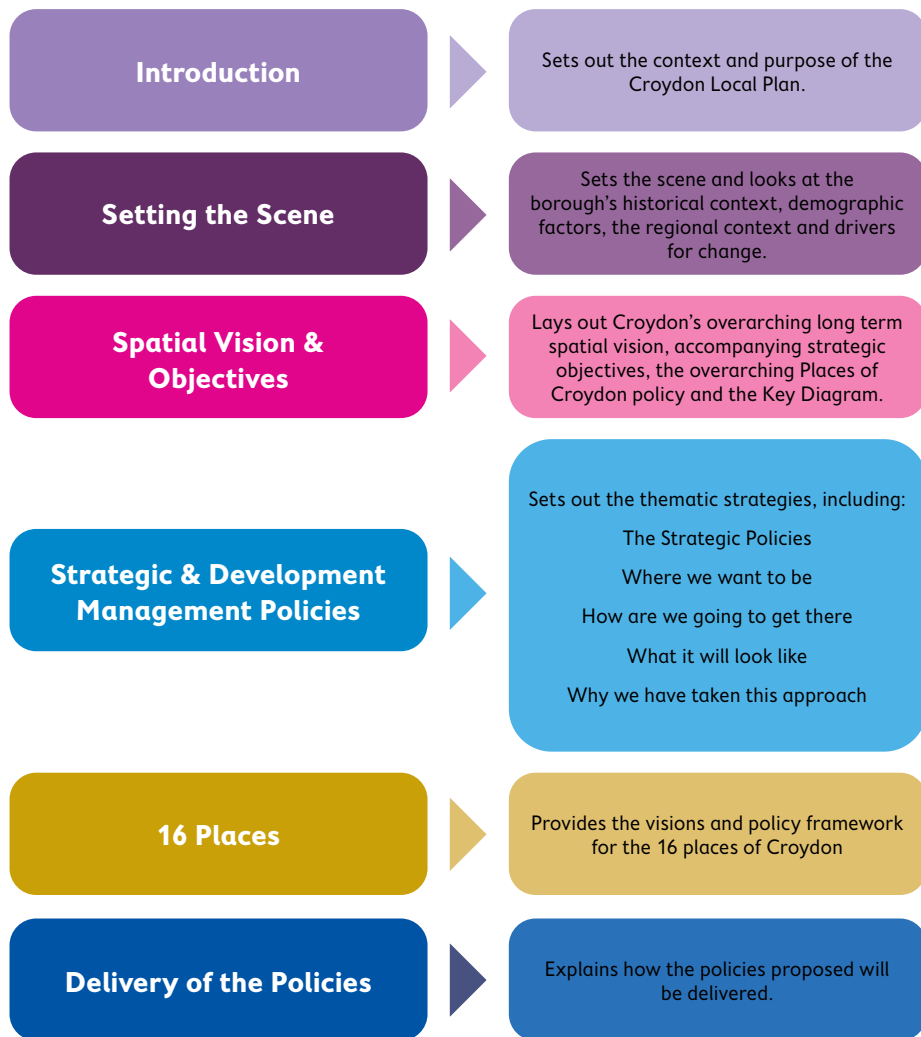 Introduction
Sets out the context and purpose of the
Croydon Local Plan.
Setting the Scene
Sets the scene and looks at the
borough’s historical context, demographic
factors, the regional context and drivers
for change.
Spatial Vision &
Objectives
Lays out Croydon’s overarching long term
spatial vision, accompanying strategic
objectives, the overarching Places of
Croydon policy and the Key Diagram.
Strategic & Development
Management Policies
Sets out the thematic strategies, including:
The Strategic Policies
Where we want to be
How are we going to get there
What it will look like
Why we have taken this approach
16 Places
Provides the visions and policy framework
for the 16 places of Croydon
Delivery of the Policies
Explains how the policies proposed will
be delivered.